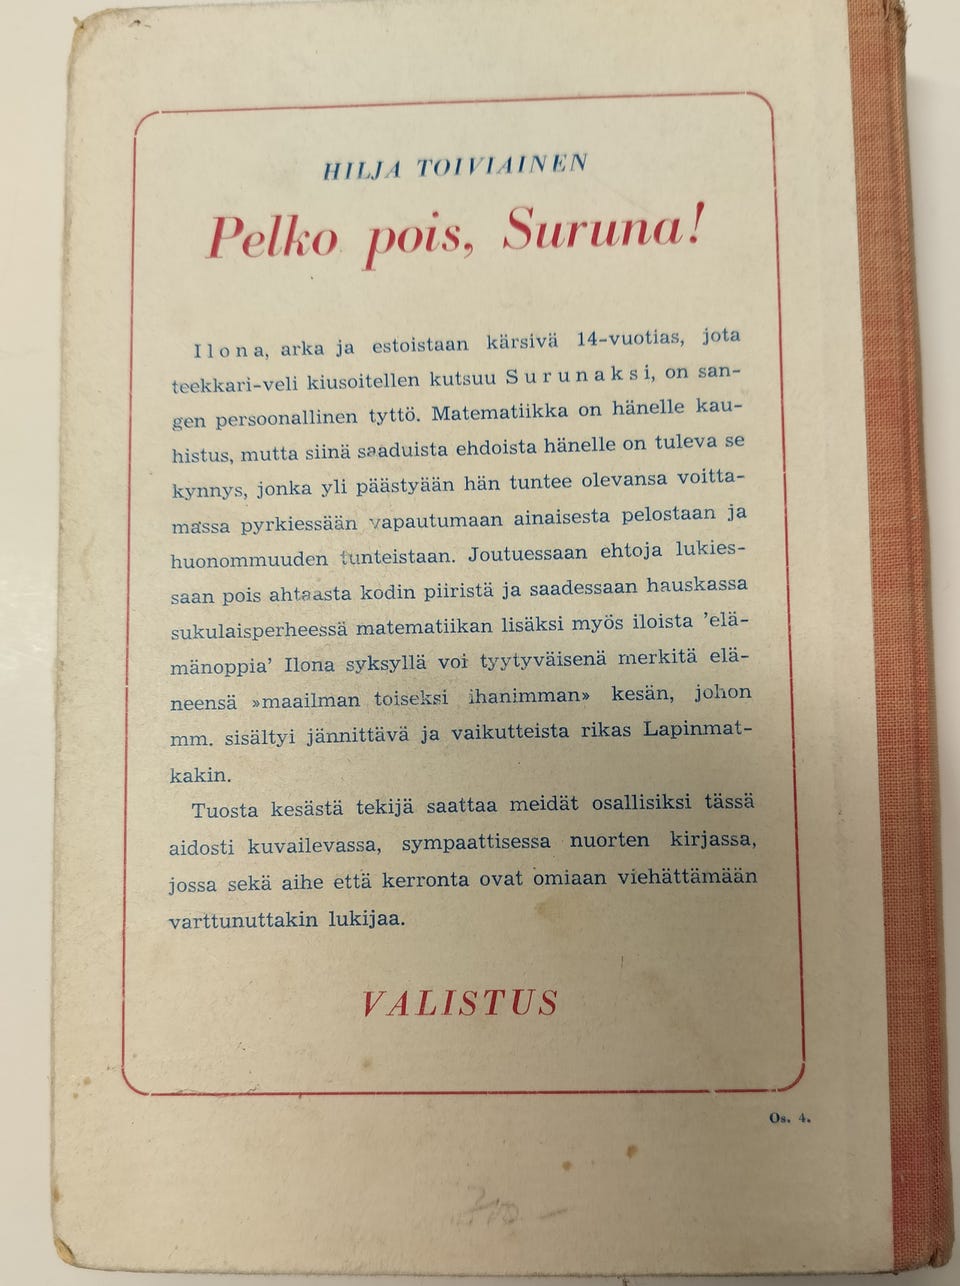 HILJA TOIVIAINEN
Pelko pois, Suruna!
Ilona, arka ja estoistaan kärsivä 14-vuotias, jota
teekkari-veli kiusoitellen kutsuu Surunaksi, on san-
gen persoonallinen tyttö. Matematiikka on hänelle kau-
histus, mutta siinä saaduista ehdoista hänelle on tuleva se
kynnys, jonka yli päästyään hän tuntee olevansa voitta-
massa pyrkiessään vapautumaan ainaisesta pelostaan ja
huonommuuden tunteistaan. Joutuessaan ehtoja lukies-
saan pois ahtaasta kodin piiristä ja saadessaan hauskassa
sukulaisperheessä matematiikan lisäksi myös iloista ’elä-
mänoppia’ Ilona syksyllä voi tyytyväisenä merkitä elä-
neensä »maailman toiseksi ihanimman» kesän, johon
mm. sisältyi jännittävä ja vaikutteista rikas Lapinmat-
kakin.
Tuosta kesästä tekijä saattaa meidät osallisiksi tässä
aidosti kuvailevassa, sympaattisessa nuorten kirjassa,
jossa sekä aihe että kerronta ovat omiaan viehättämään
varttunuttakin lukijaa.
VALISTUS
Os. 4.